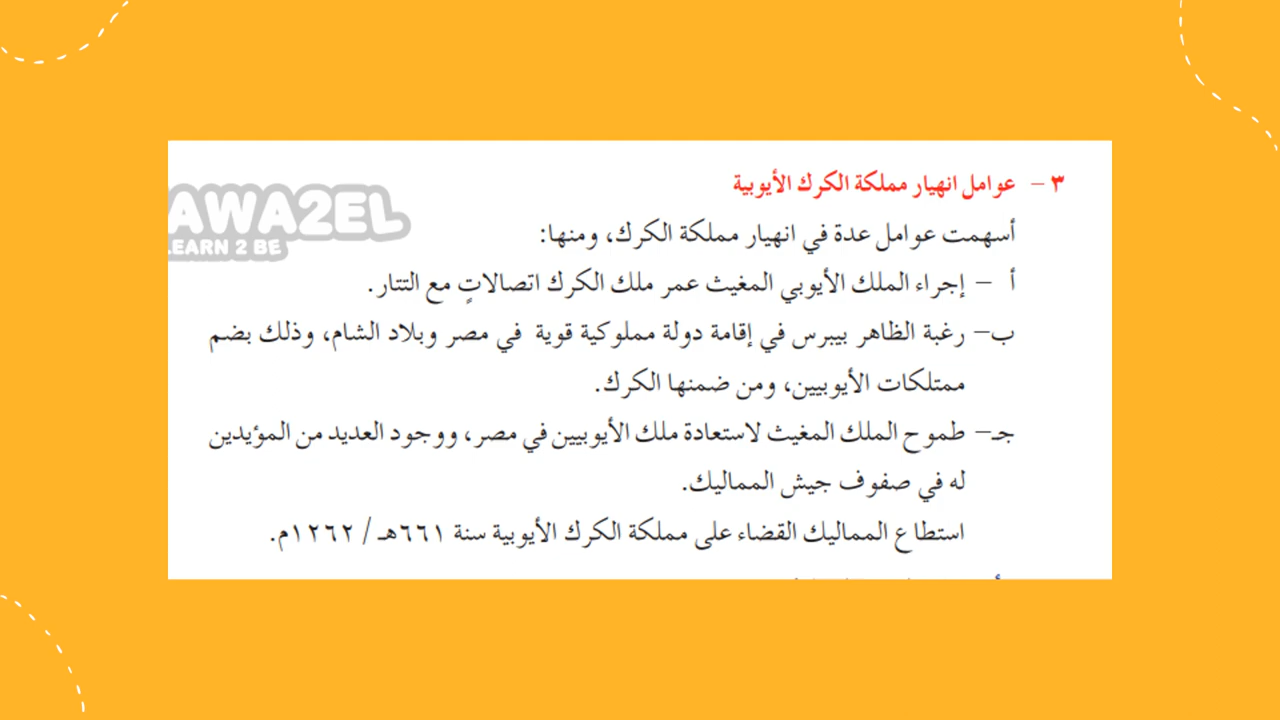 AWA2EL
LEARN 2 BE
٣ - عوامل انهيار مملكة الكرك الأيوبية
أسهمت عوامل عدة في انهيار مملكة الكرك، ومنها:
أ - إجراء الملك الأيوبي المغيث عمر ملك الكرك اتصالاتٍ مع التتار.
ب- رغبة الظاهر بيبرس في إقامة دولة مملوكية قوية في مصر وبلاد الشام، وذلك بضم
ممتلكات الأيوبيين، ومن ضمنها الكرك.
جـ- طموح الملك المغيث لاستعادة ملك الأيوبيين في مصر، ووجود العديد من المؤيدين
له في صفوف جيش المماليك.
استطاع المماليك القضاء على مملكة الكرك الأيوبية سنة ٦٦١هـ / ١٢٦٢م.